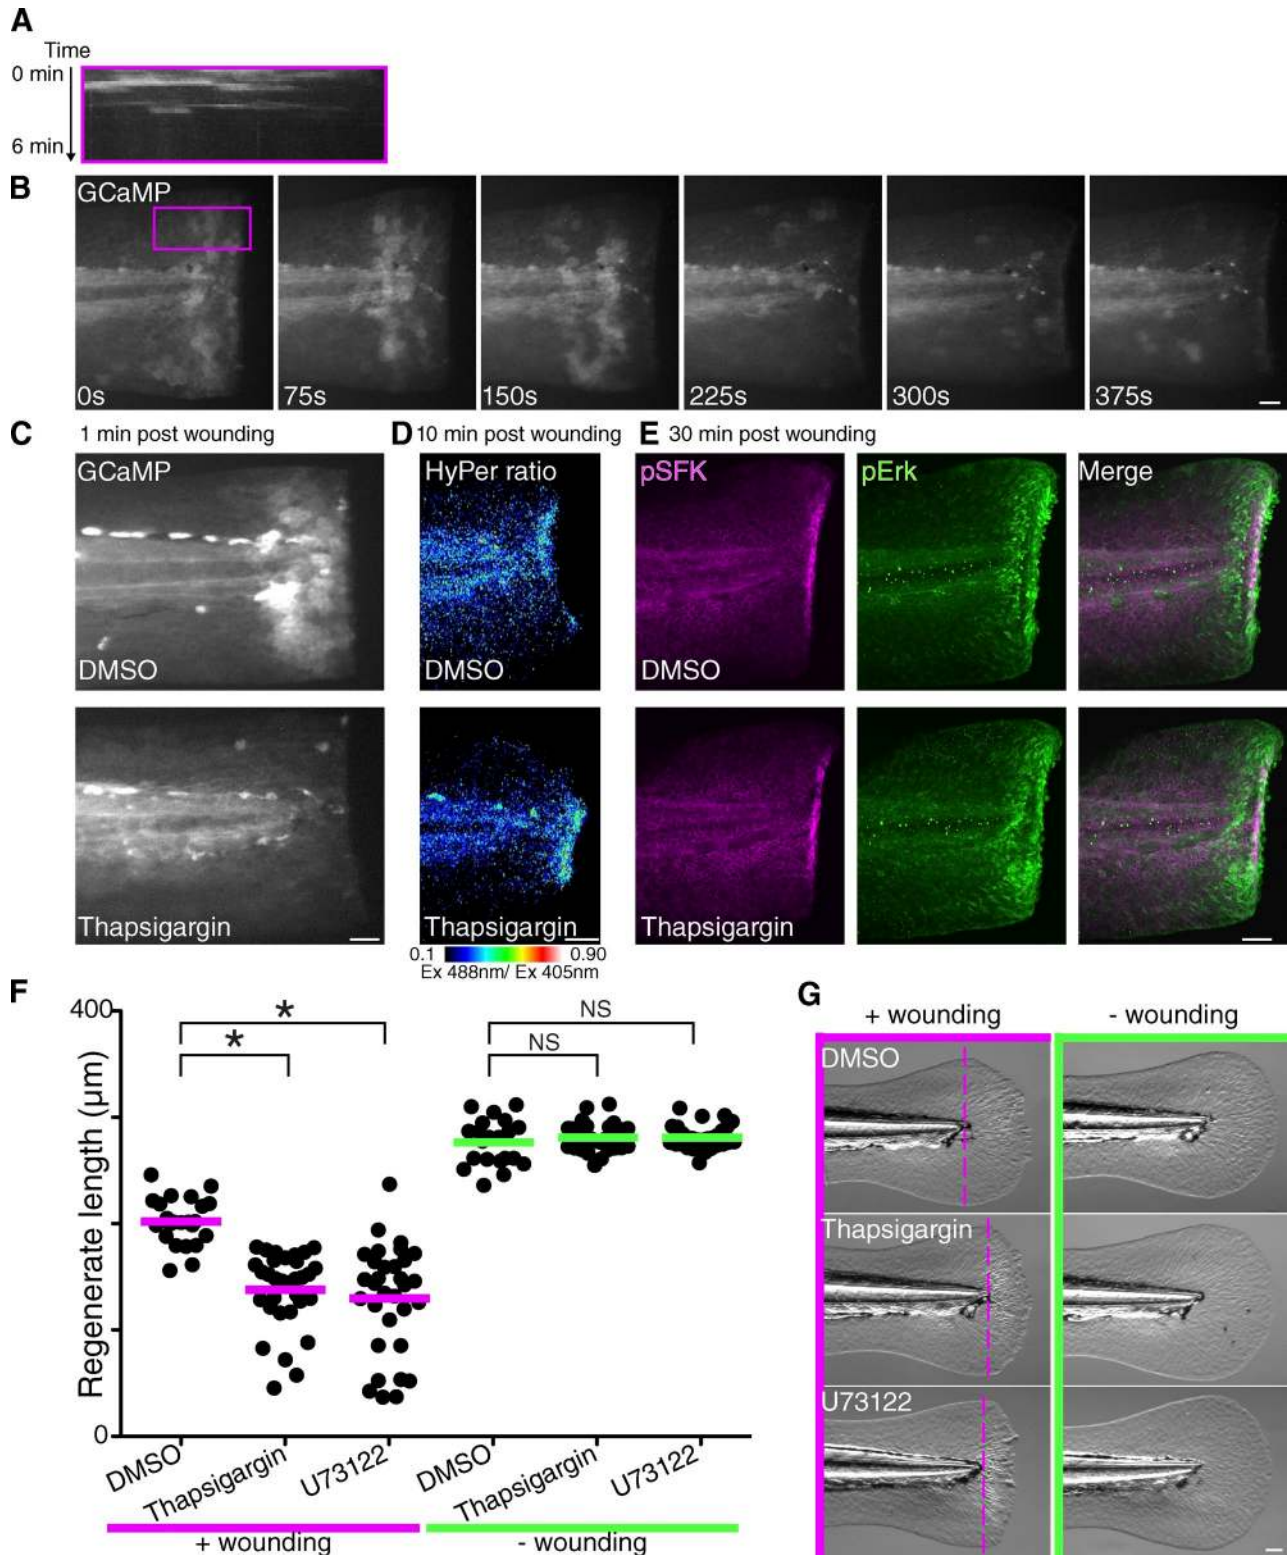 A
Time
0 min
6 min
B
GCaMP
0s
75s
150s
225s
300s
375s
C 1 min post wounding
D 10 min post wounding
E 30 min post wounding
GCaMP
DMSO
HyPer ratio
DMSO
pSFK
DMSO
pErk
Merge
Thapsigargin
Thapsigargin
Thapsigargin
0.1 0.90
Ex 488nm/ Ex 405nm
F
400
0
Regenerate length (µm)
*
*
NS
NS
DMSO
Thapsigargin
U73122
DMSO
Thapsigargin
U73122
+ wounding
- wounding
G
+ wounding
- wounding
DMSO
Thapsigargin
U73122